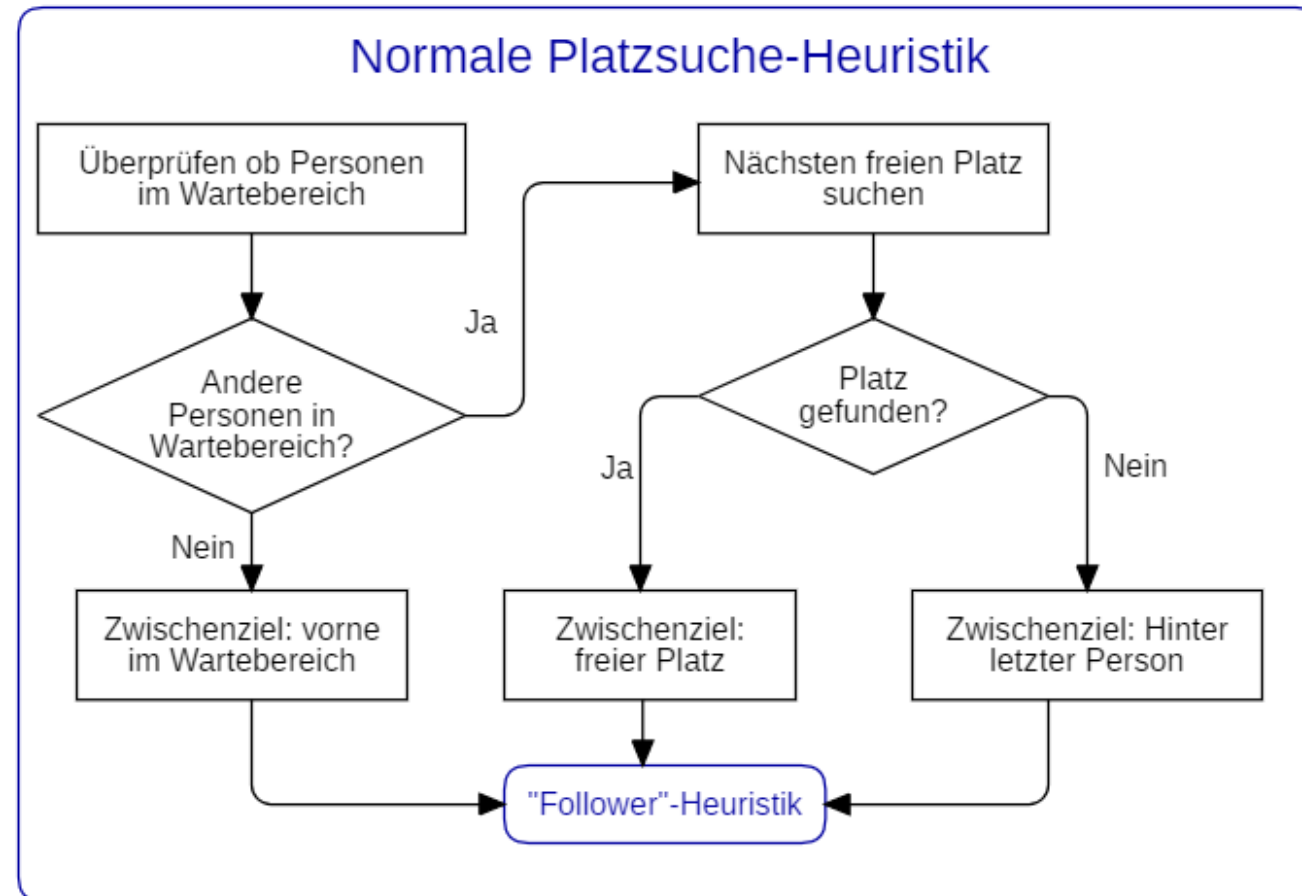 Normale Platzsuche-Heuristik
Überprüfen ob Personen
im Wartebereich
Nächsten freien Platz
suchen
Ja
Andere
Personen in
Wartebereich?
Platz
gefunden?
Ja
Nein
Nein
Zwischenziel: vorne
im Wartebereich
Zwischenziel:
freier Platz
Zwischenziel: Hinter
letzter Person
"Follower"-Heuristik